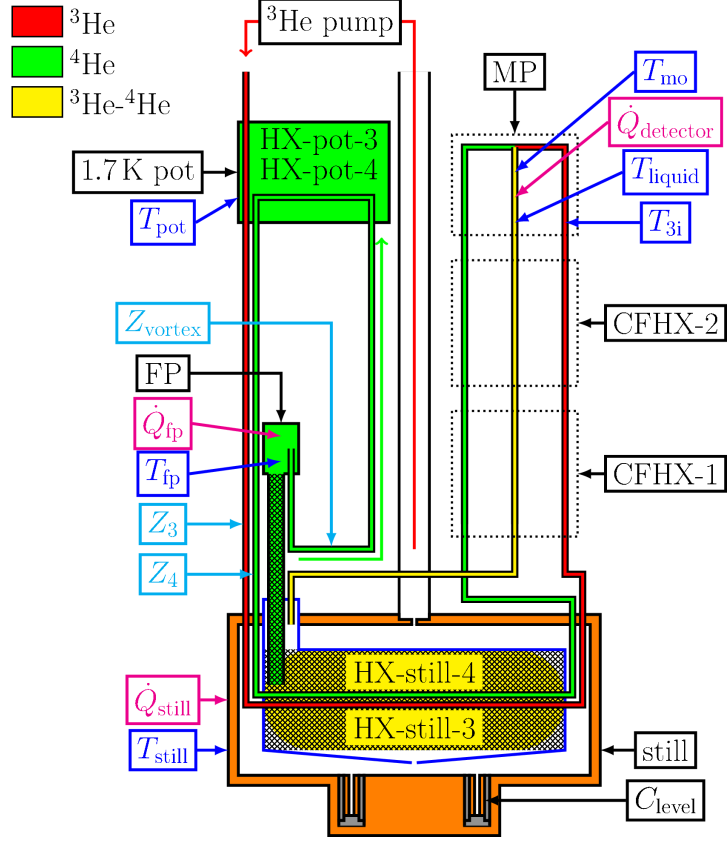 ³He
⁴He
³He-⁴He
³He pump
MP
T_mo
Q̇_detector
T_liquid
T_3i
HX-pot-3
HX-pot-4
1.7 K pot
T_pot
Z_vortex
CFHX-2
FP
Q̇_fp
T_fp
CFHX-1
Z_3
Z_4
HX-still-4
Q̇_still
HX-still-3
T_still
still
C_level